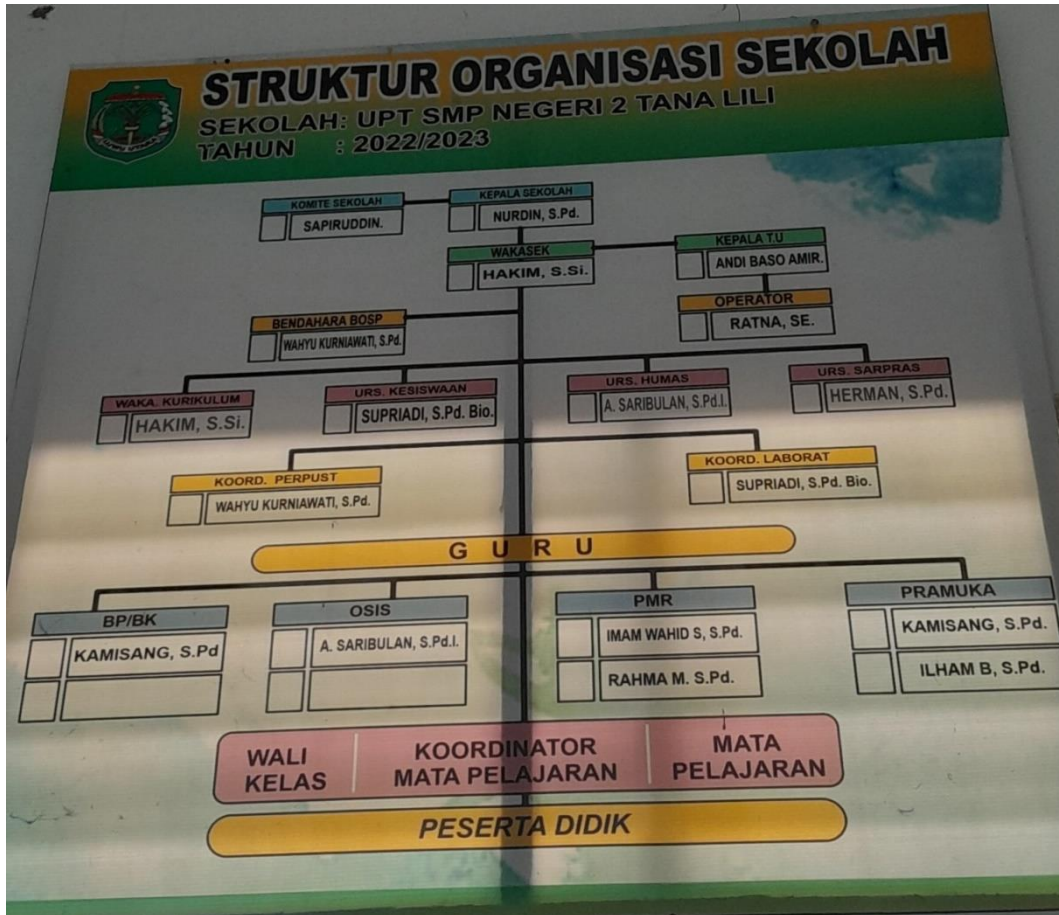 STRUKTUR ORGANISASI SEKOLAH
SEKOLAH: UPT SMP NEGERI 2 TANA LILI
TAHUN : 2022/2023
KOMITE SEKOLAH
SAPIRUDDIN.
KEPALA SEKOLAH
NURDIN, S.Pd.
WAKASEK
HAKIM, S.Si.
KEPALA T.U
ANDI BASO AMIR.
OPERATOR
RATNA, SE.
BENDAHARA BOSP
WAHYU KURNIAWATI, S.Pd.
WAKA. KURIKULUM
HAKIM, S.Si.
URS. KESISWAAN
SUPRIADI, S.Pd. Bio.
URS. HUMAS
A. SARIBULAN, S.Pd.I.
URS. SARPRAS
HERMAN, S.Pd.
KOORD. PERPUST
WAHYU KURNIAWATI, S.Pd.
KOORD. LABORAT
SUPRIADI, S.Pd. Bio.
G U R U
BP/BK
KAMISANG, S.Pd
OSIS
A. SARIBULAN, S.Pd.I.
PMR
IMAM WAHID S, S.Pd.
RAHMA M. S.Pd.
PRAMUKA
KAMISANG, S.Pd.
ILHAM B, S.Pd.
WALI
KELAS
KOORDINATOR
MATA PELAJARAN
MATA
PELAJARAN
PESERTA DIDIK